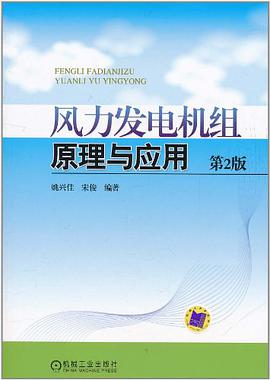 FENGLI FADIANJIZU
YUANLI YU YINGYONG
风力发电机组
原理与应用 第2版
姚兴佳 宋俊 编著
机械工业出版社
CHINA MACHINE PRESS